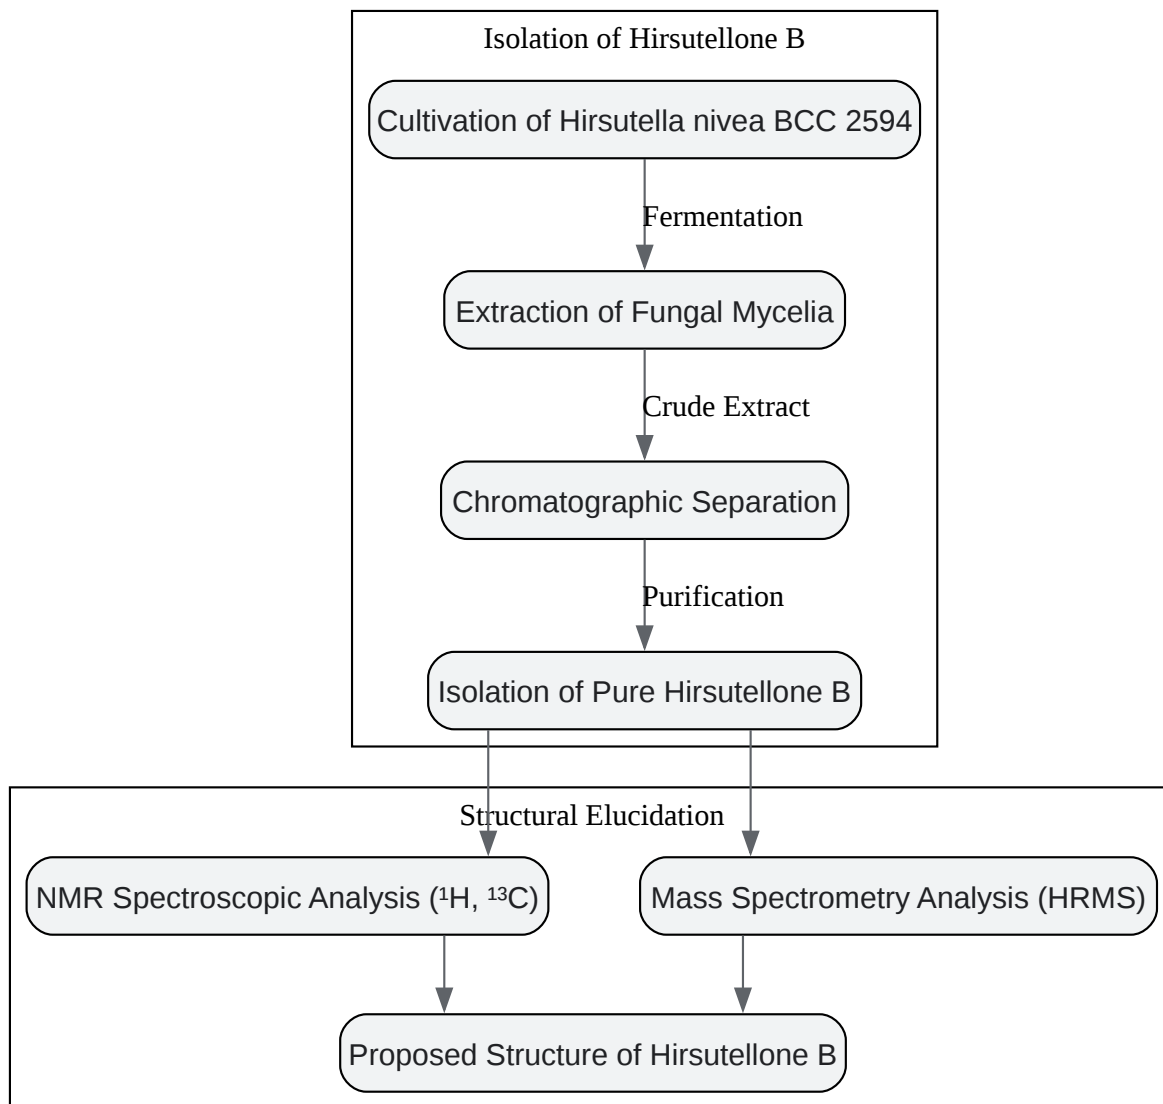 Isolation of Hirsutellone B
Cultivation of Hirsutella nivea BCC 2594
Fermentation
Extraction of Fungal Mycelia
Crude Extract
Chromatographic Separation
Purification
Isolation of Pure Hirsutellone B
Structural Elucidation
NMR Spectroscopic Analysis (¹H, ¹³C)
Mass Spectrometry Analysis (HRMS)
Proposed Structure of Hirsutellone B